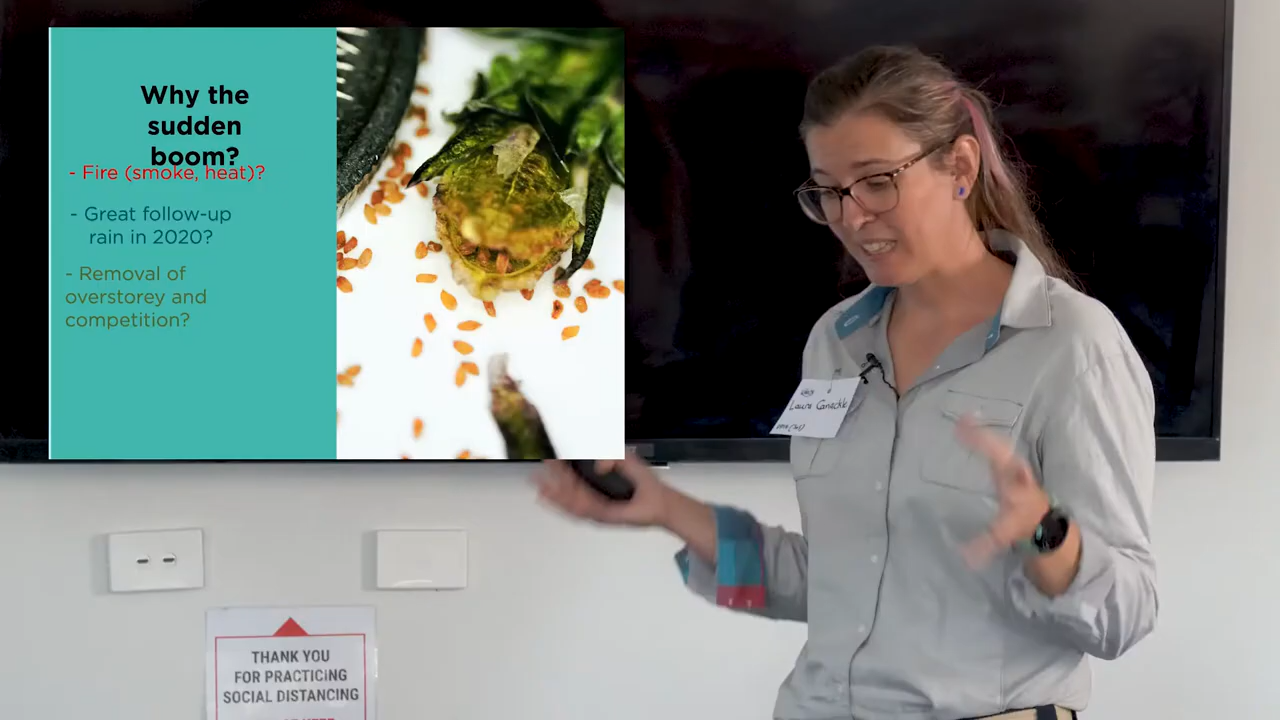 Why the
sudden
boom?
- Fire (smoke, heat)?
- Great follow-up
rain in 2020?
- Removal of
overstorey and
competition?
Laura Canackle
THANK YOU
FOR PRACTICING
SOCIAL DISTANCING